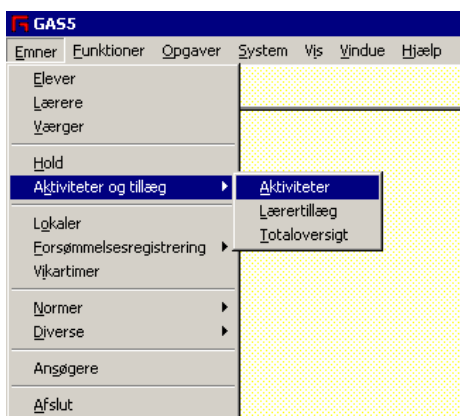 GAS5
Emner Funktioner Opgaver System Vis Vindue Hjælp
Elever
Lærere
Værger
Hold
Aktiviteter og tillæg
Aktiviteter
Lærertillæg
Totaloversigt
Lokaler
Forsømmelsesregistrering
Vikartimer
Normer
Diverse
Ansøgere
Afslut